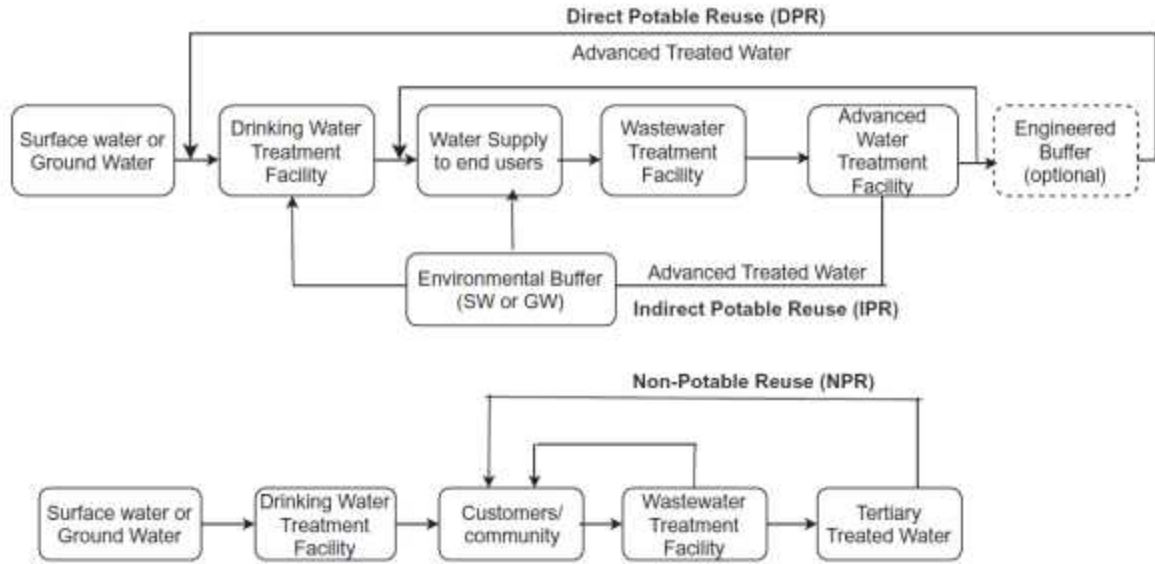 Direct Potable Reuse (DPR)
Advanced Treated Water
Surface water or
Ground Water
Drinking Water
Treatment
Facility
Water Supply
to end users
Wastewater
Treatment
Facility
Advanced
Water
Treatment
Facility
Engineered
Buffer
(optional)
Environmental Buffer
(SW or GW)
Advanced Treated Water
Indirect Potable Reuse (IPR)
Non-Potable Reuse (NPR)
Surface water or
Ground Water
Drinking Water
Treatment
Facility
Customers/
community
Wastewater
Treatment
Facility
Tertiary
Treated Water